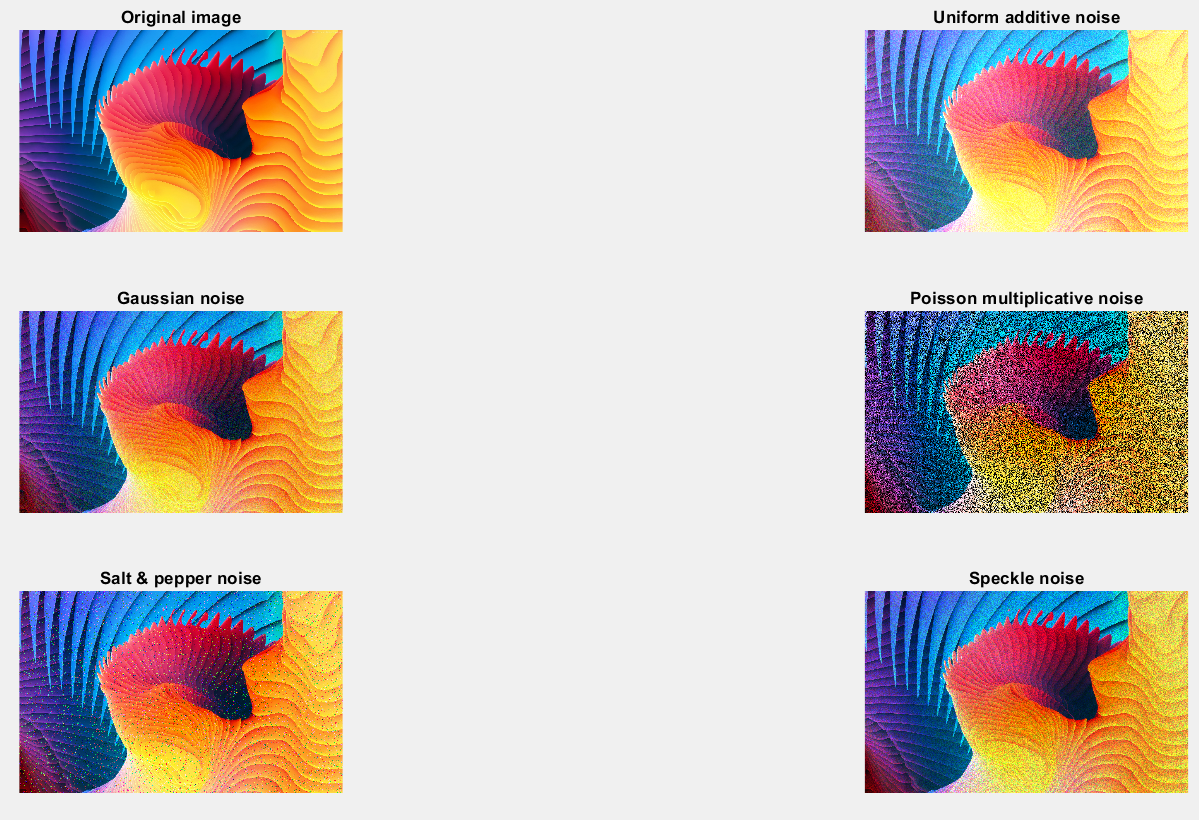 Original image
Uniform additive noise
Gaussian noise
Poisson multiplicative noise
Salt & pepper noise
Speckle noise